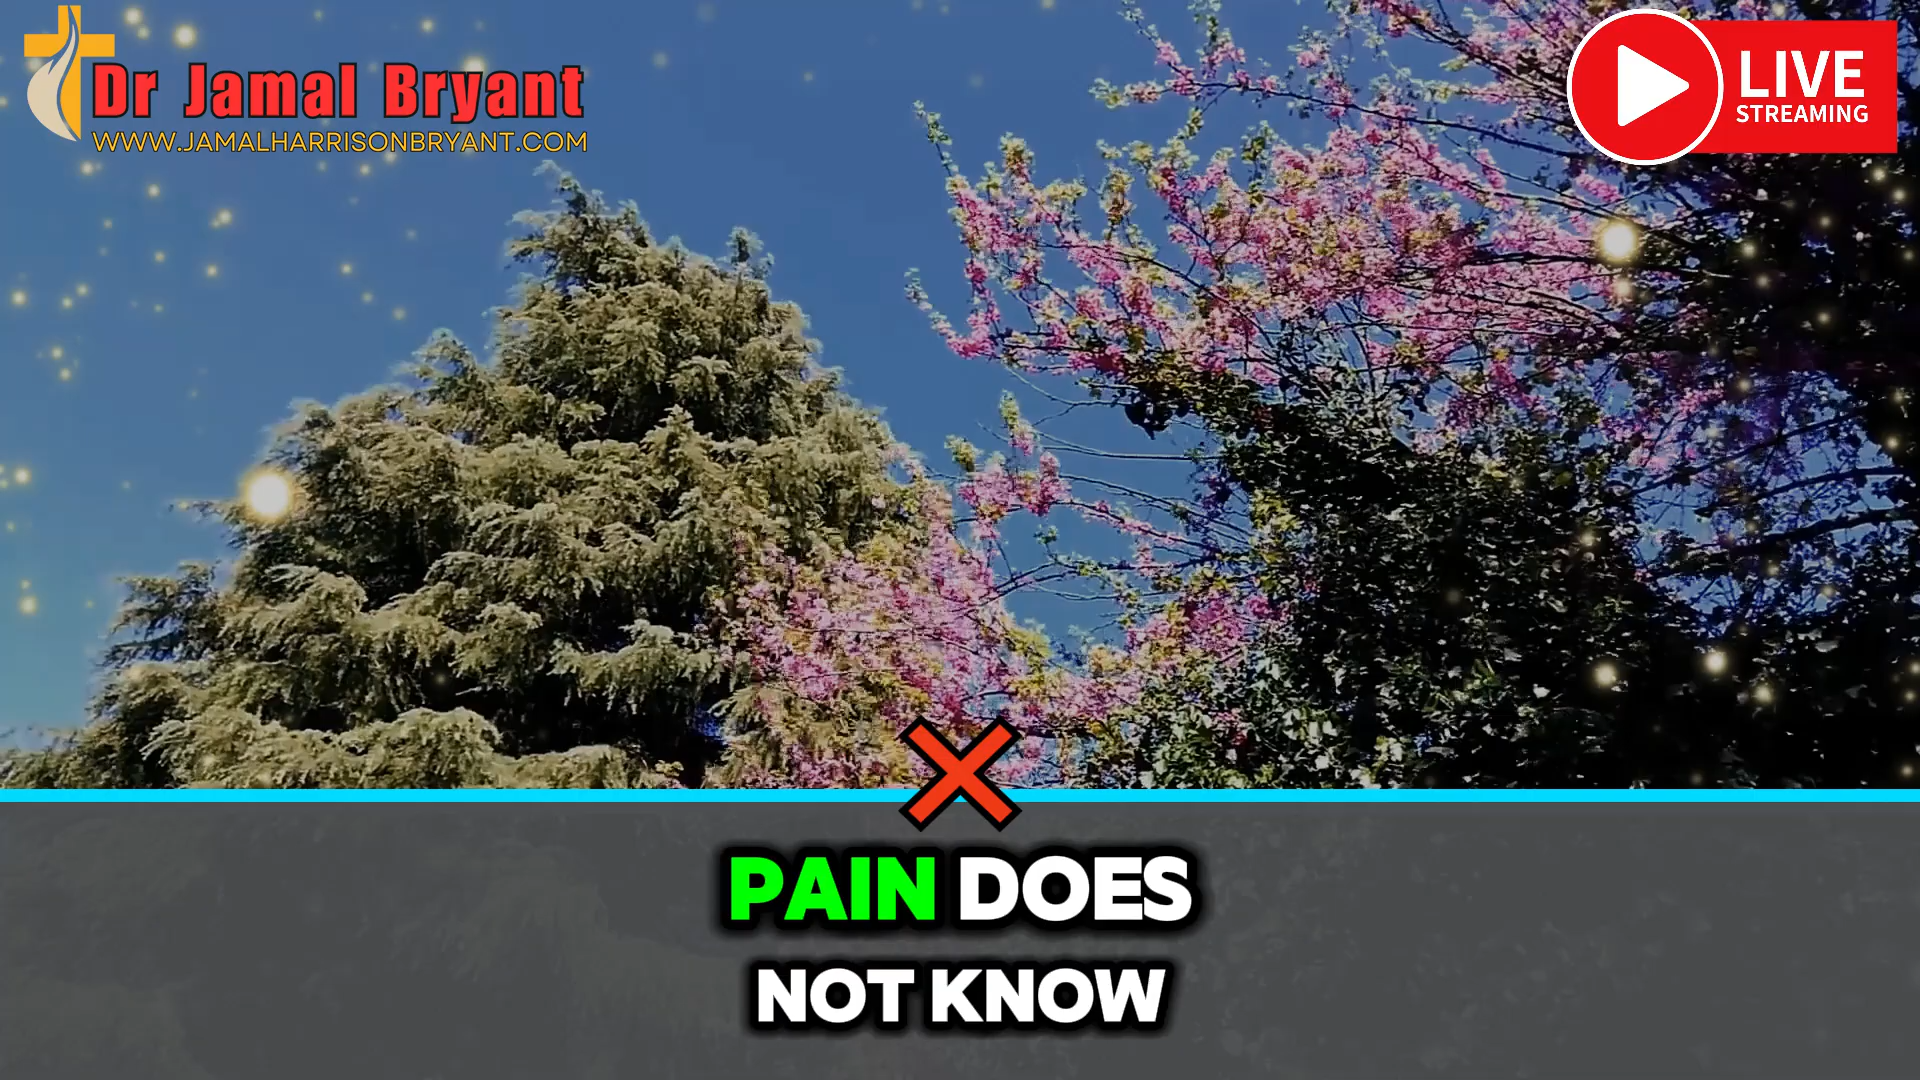 Dr Jamal Bryant
WWW.JAMALHARRISONBRYANT.COM
LIVE
STREAMING
PAIN DOES
NOT KNOW